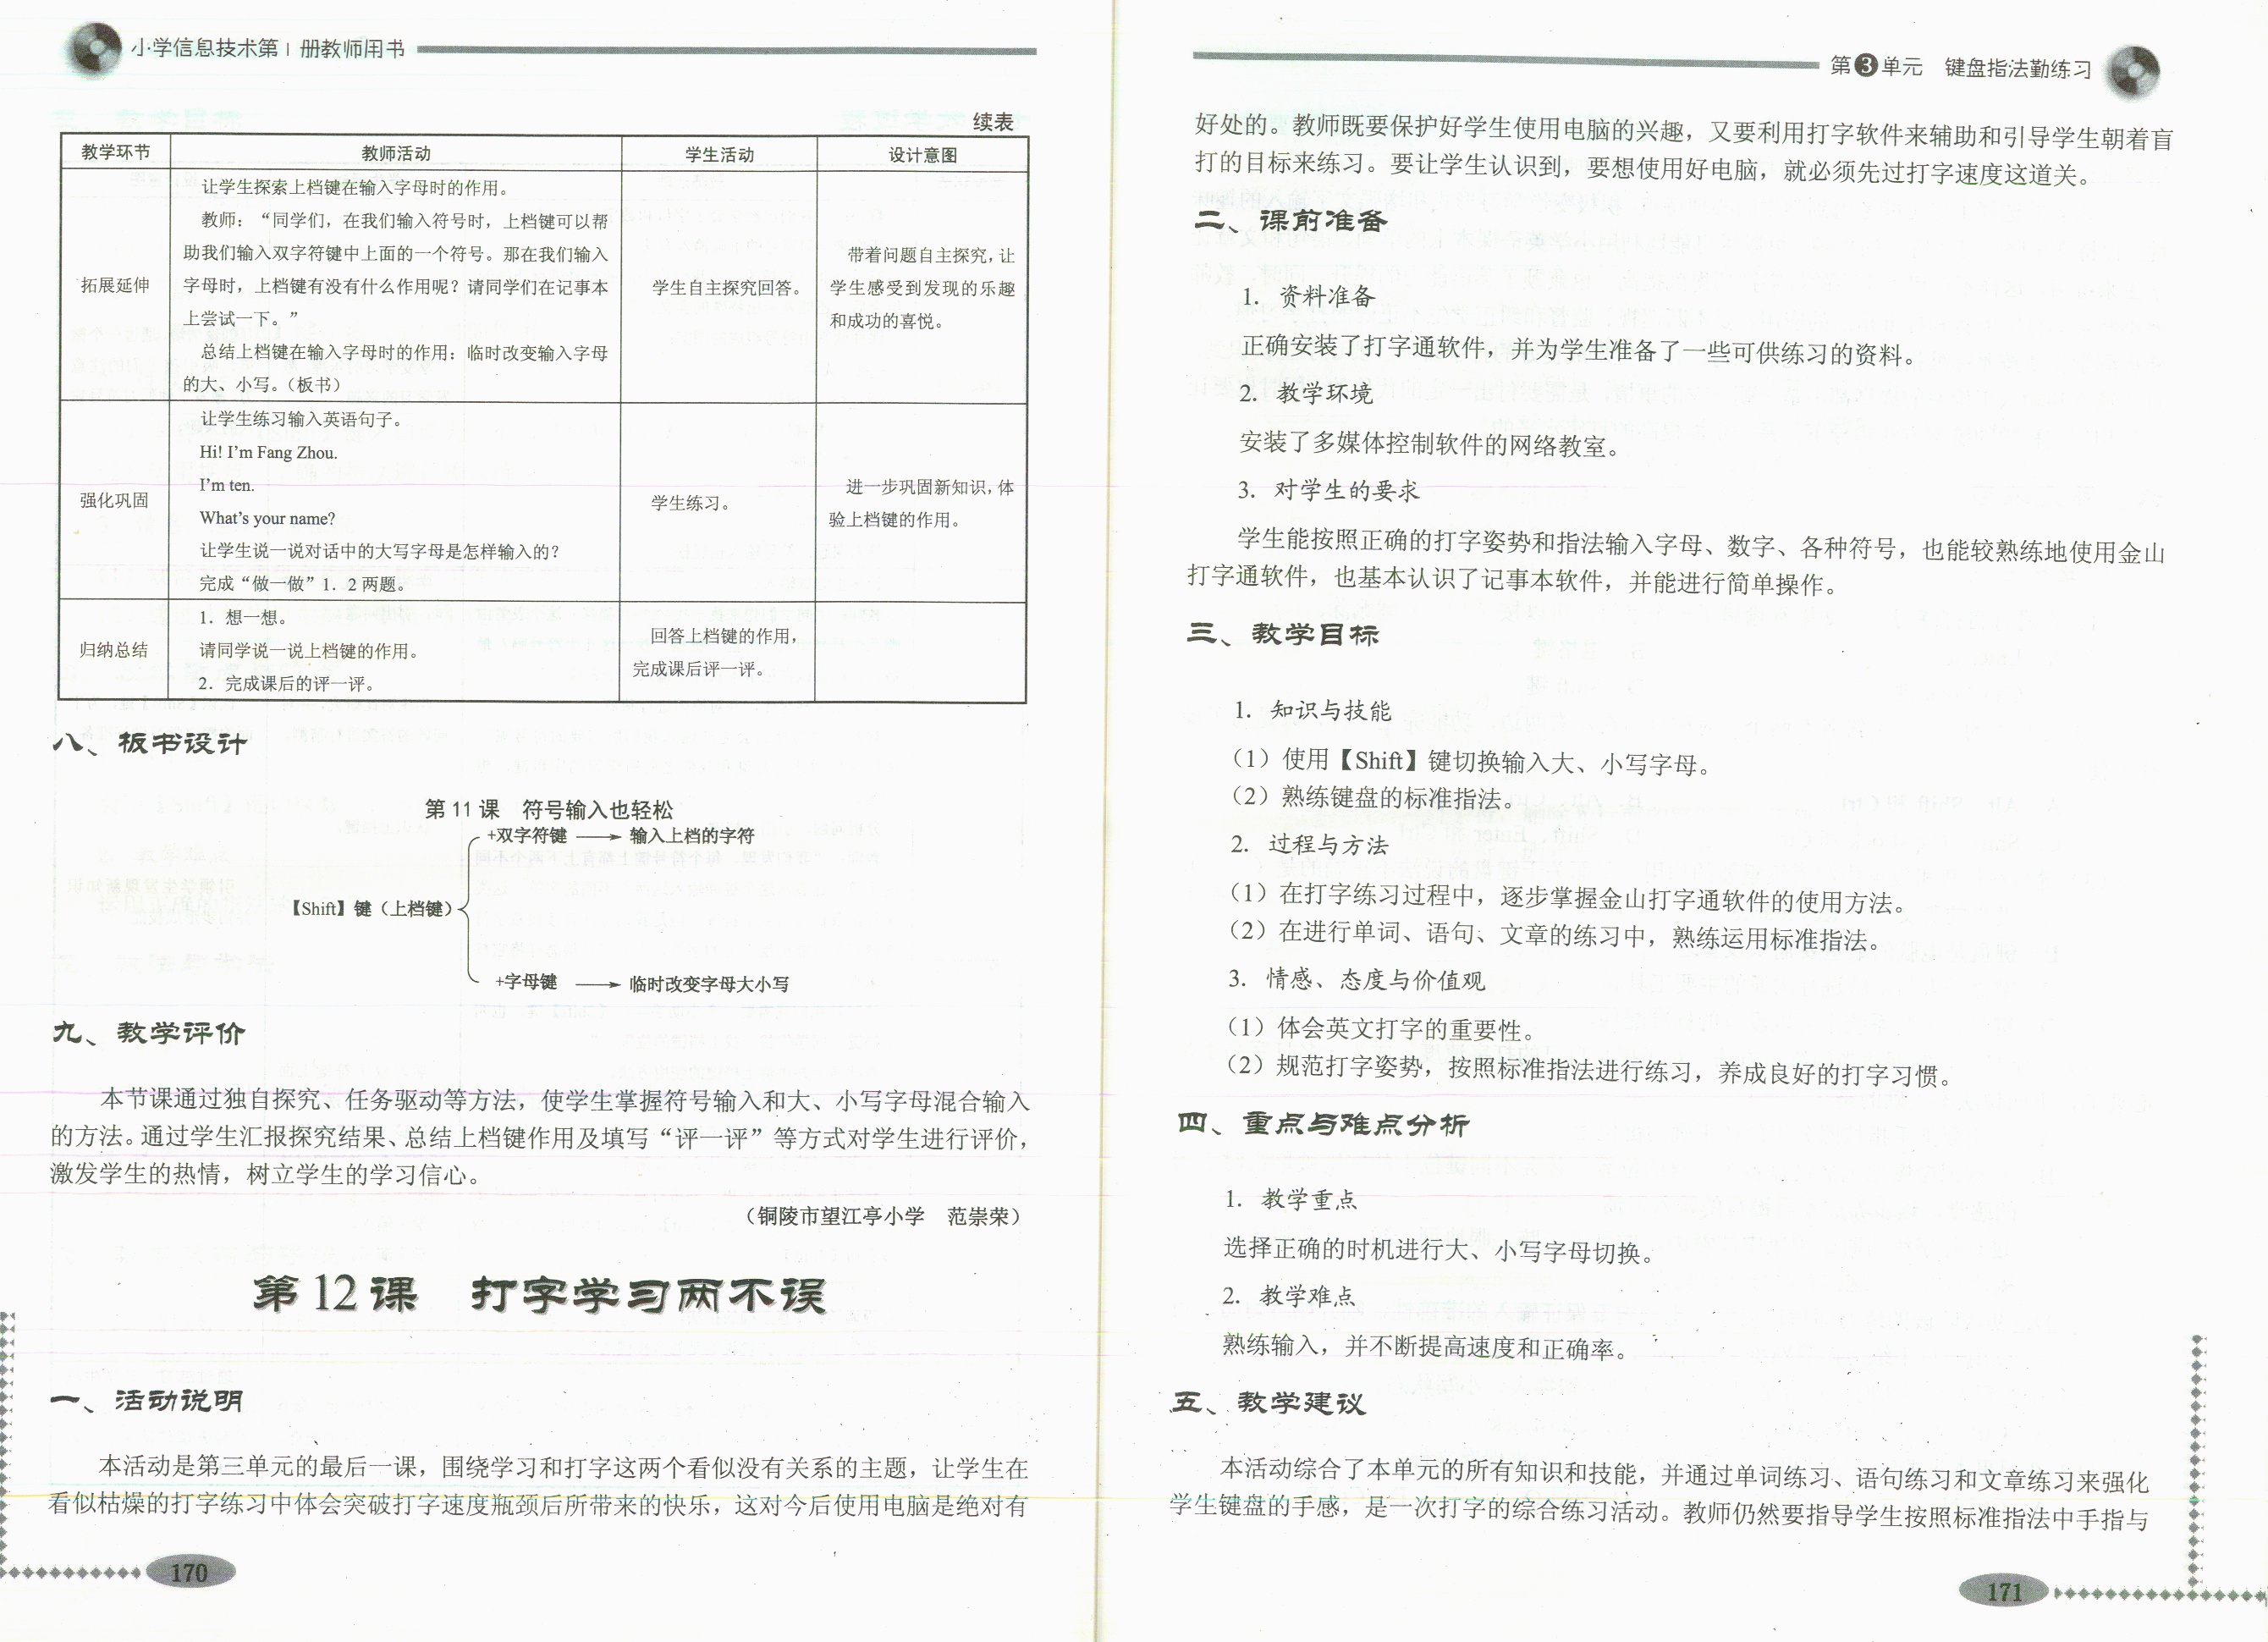 小学信息技术第1册教师用书
续表
教学环节 教师活动 学生活动 设计意图
拓展延伸
让学生探索上档键在输入字母时的作用。
教师：“同学们，在我们输入符号时，上档键可以帮
助我们输入双字符键中上面的一个符号。那在我们输入
字母时，上档键有没有什么作用呢？请同学们在记事本
上尝试一下。”
总结上档键在输入字母时的作用：临时改变输入字母
的大、小写。（板书）
学生自主探究回答。
带着问题自主探究，让
学生感受到发现的乐趣
和成功的喜悦。
强化巩固
让学生练习输入英语句子。
Hi! I'm Fang Zhou.
I'm ten.
What's your name?
让学生说一说对话中的大写字母是怎样输入的？
完成“做一做”1．2两题。
学生练习。
进一步巩固新知识，体
验上档键的作用。
归纳总结
1．想一想。
请同学说一说上档键的作用。
2．完成课后的评一评。
回答上档键的作用，
完成课后评一评。
八、板书设计
第11课 符号输入也轻松
+双字符键 → 输入上档的字符
【Shift】键（上档键）
+字母键 → 临时改变字母大小写
九、教学评价
本节课通过独自探究、任务驱动等方法，使学生掌握符号输入和大、小写字母混合输入
的方法。通过学生汇报探究结果、总结上档键作用及填写“评一评”等方式对学生进行评价，
激发学生的热情，树立学生的学习信心。
（铜陵市望江亭小学 范崇荣）
第12课 打字学习两不误
一、活动说明
本活动是第三单元的最后一课，围绕学习和打字这两个看似没有关系的主题，让学生在
看似枯燥的打字练习中体会突破打字速度瓶颈后所带来的快乐，这对今后使用电脑是绝对有
170
第3单元 键盘指法勤练习
好处的。教师既要保护好学生使用电脑的兴趣，又要利用打字软件来辅助和引导学生朝着盲
打的目标来练习。要让学生认识到，要想使用好电脑，就必须先过打字速度这道关。
二、课前准备
1. 资料准备
正确安装了打字通软件，并为学生准备了一些可供练习的资料。
2. 教学环境
安装了多媒体控制软件的网络教室。
3. 对学生的要求
学生能按照正确的打字姿势和指法输入字母、数字、各种符号，也能较熟练地使用金山
打字通软件，也基本认识了记事本软件，并能进行简单操作。
三、教学目标
1. 知识与技能
（1）使用【Shift】键切换输入大、小写字母。
（2）熟练键盘的标准指法。
2. 过程与方法
（1）在打字练习过程中，逐步掌握金山打字通软件的使用方法。
（2）在进行单词、语句、文章的练习中，熟练运用标准指法。
3. 情感、态度与价值观
（1）体会英文打字的重要性。
（2）规范打字姿势，按照标准指法进行练习，养成良好的打字习惯。
四、重点与难点分析
1. 教学重点
选择正确的时机进行大、小写字母切换。
2. 教学难点
熟练输入，并不断提高速度和正确率。
五、教学建议
本活动综合了本单元的所有知识和技能，并通过单词练习、语句练习和文章练习来强化
学生键盘的手感，是一次打字的综合练习活动。教师仍然要指导学生按照标准指法中手指与
171